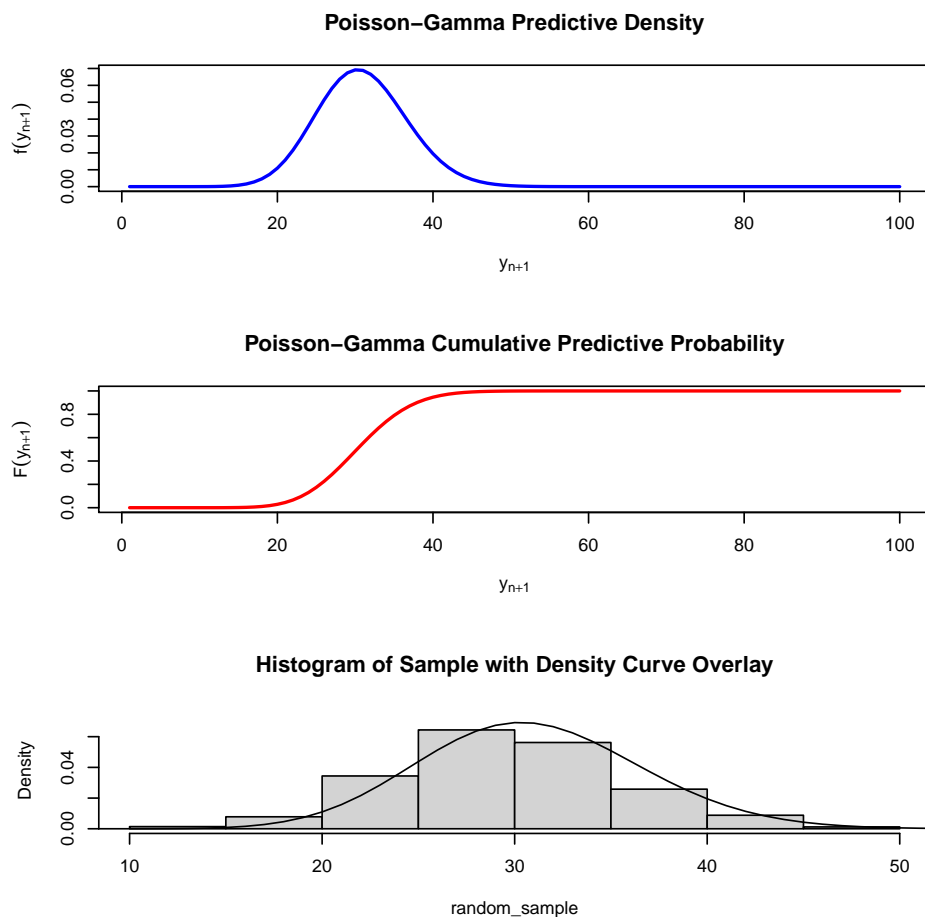 Poisson−Gamma Predictive Density
f(yn+1)
0.00 0.03 0.06
0 20 40 60 80 100
yn+1
Poisson−Gamma Cumulative Predictive Probability
F(yn+1)
0.0 0.4 0.8
0 20 40 60 80 100
yn+1
Histogram of Sample with Density Curve Overlay
Density
0.00 0.04
10 20 30 40 50
random_sample